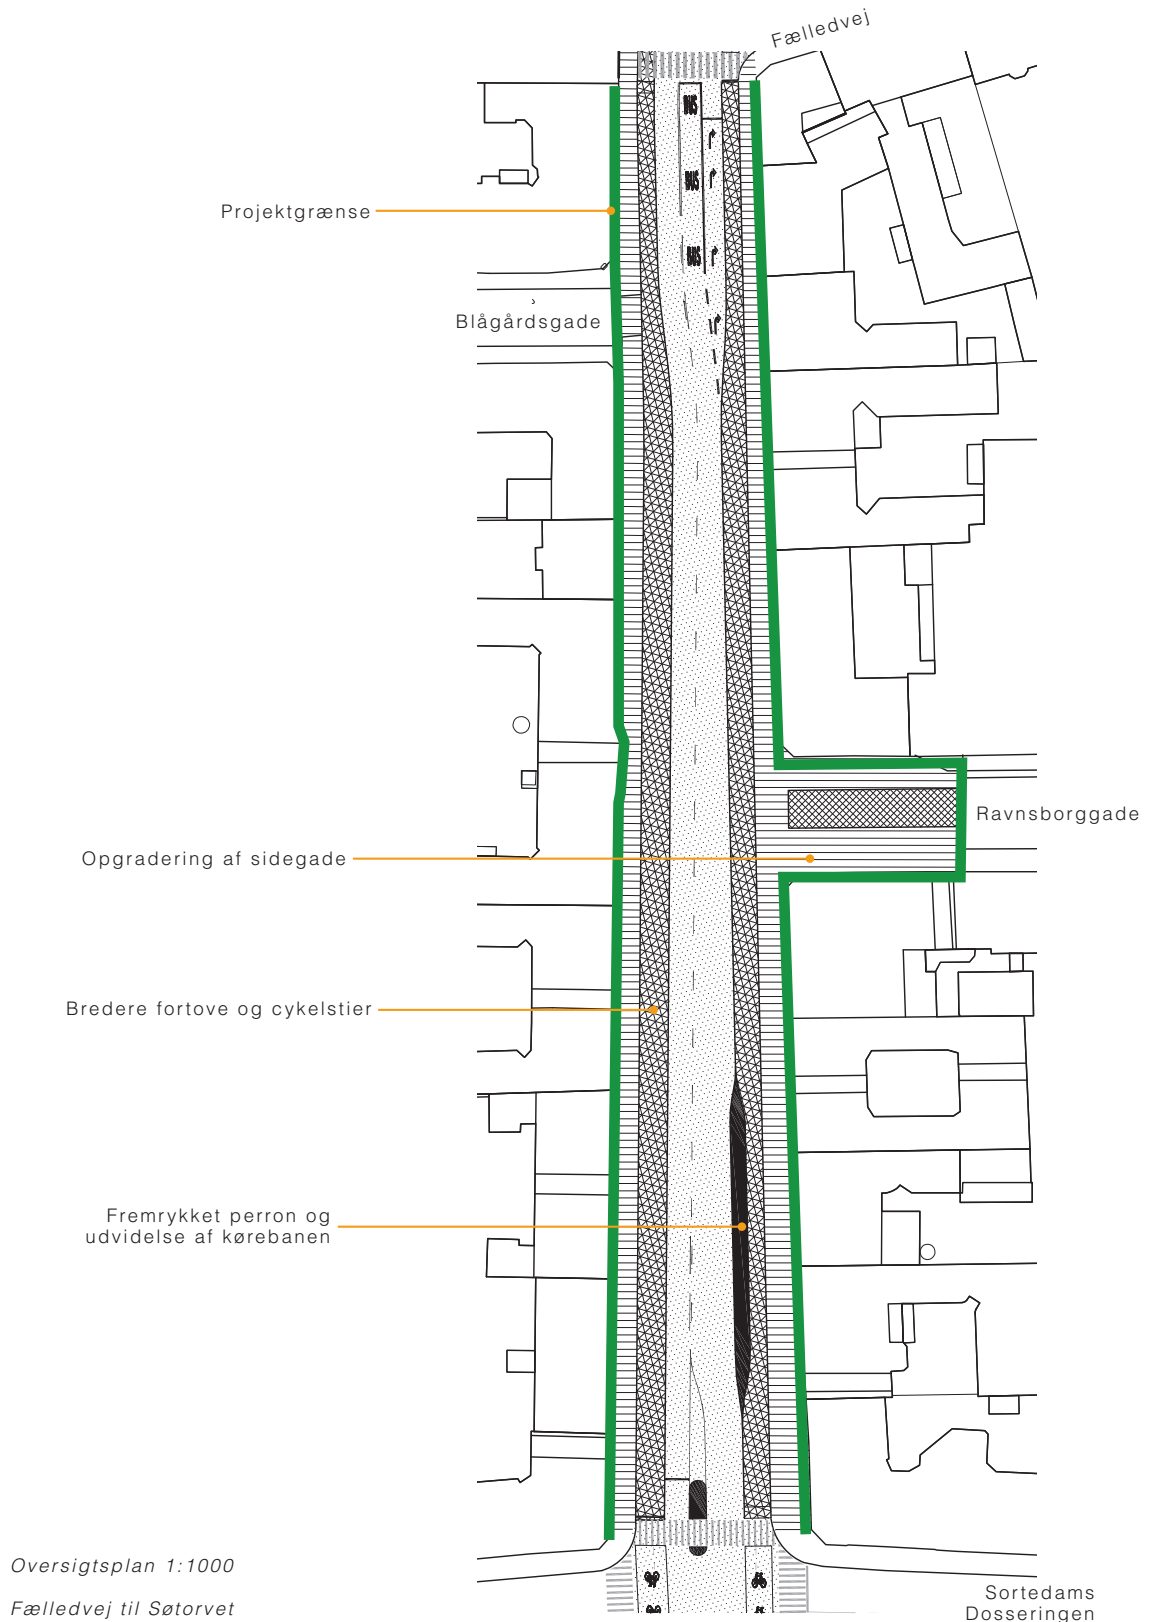 Fælledvej
BUS
BUS
Projektgrænse
BUS
Blågårdsgade
Ravnsborggade
Opgradering af sidegade
Bredere fortove og cykelstier
Fremrykket perron og
udvidelse af kørebanen
Oversigtsplan 1:1000
Fælledvej til Søtorvet
Sortedams
Dosseringen